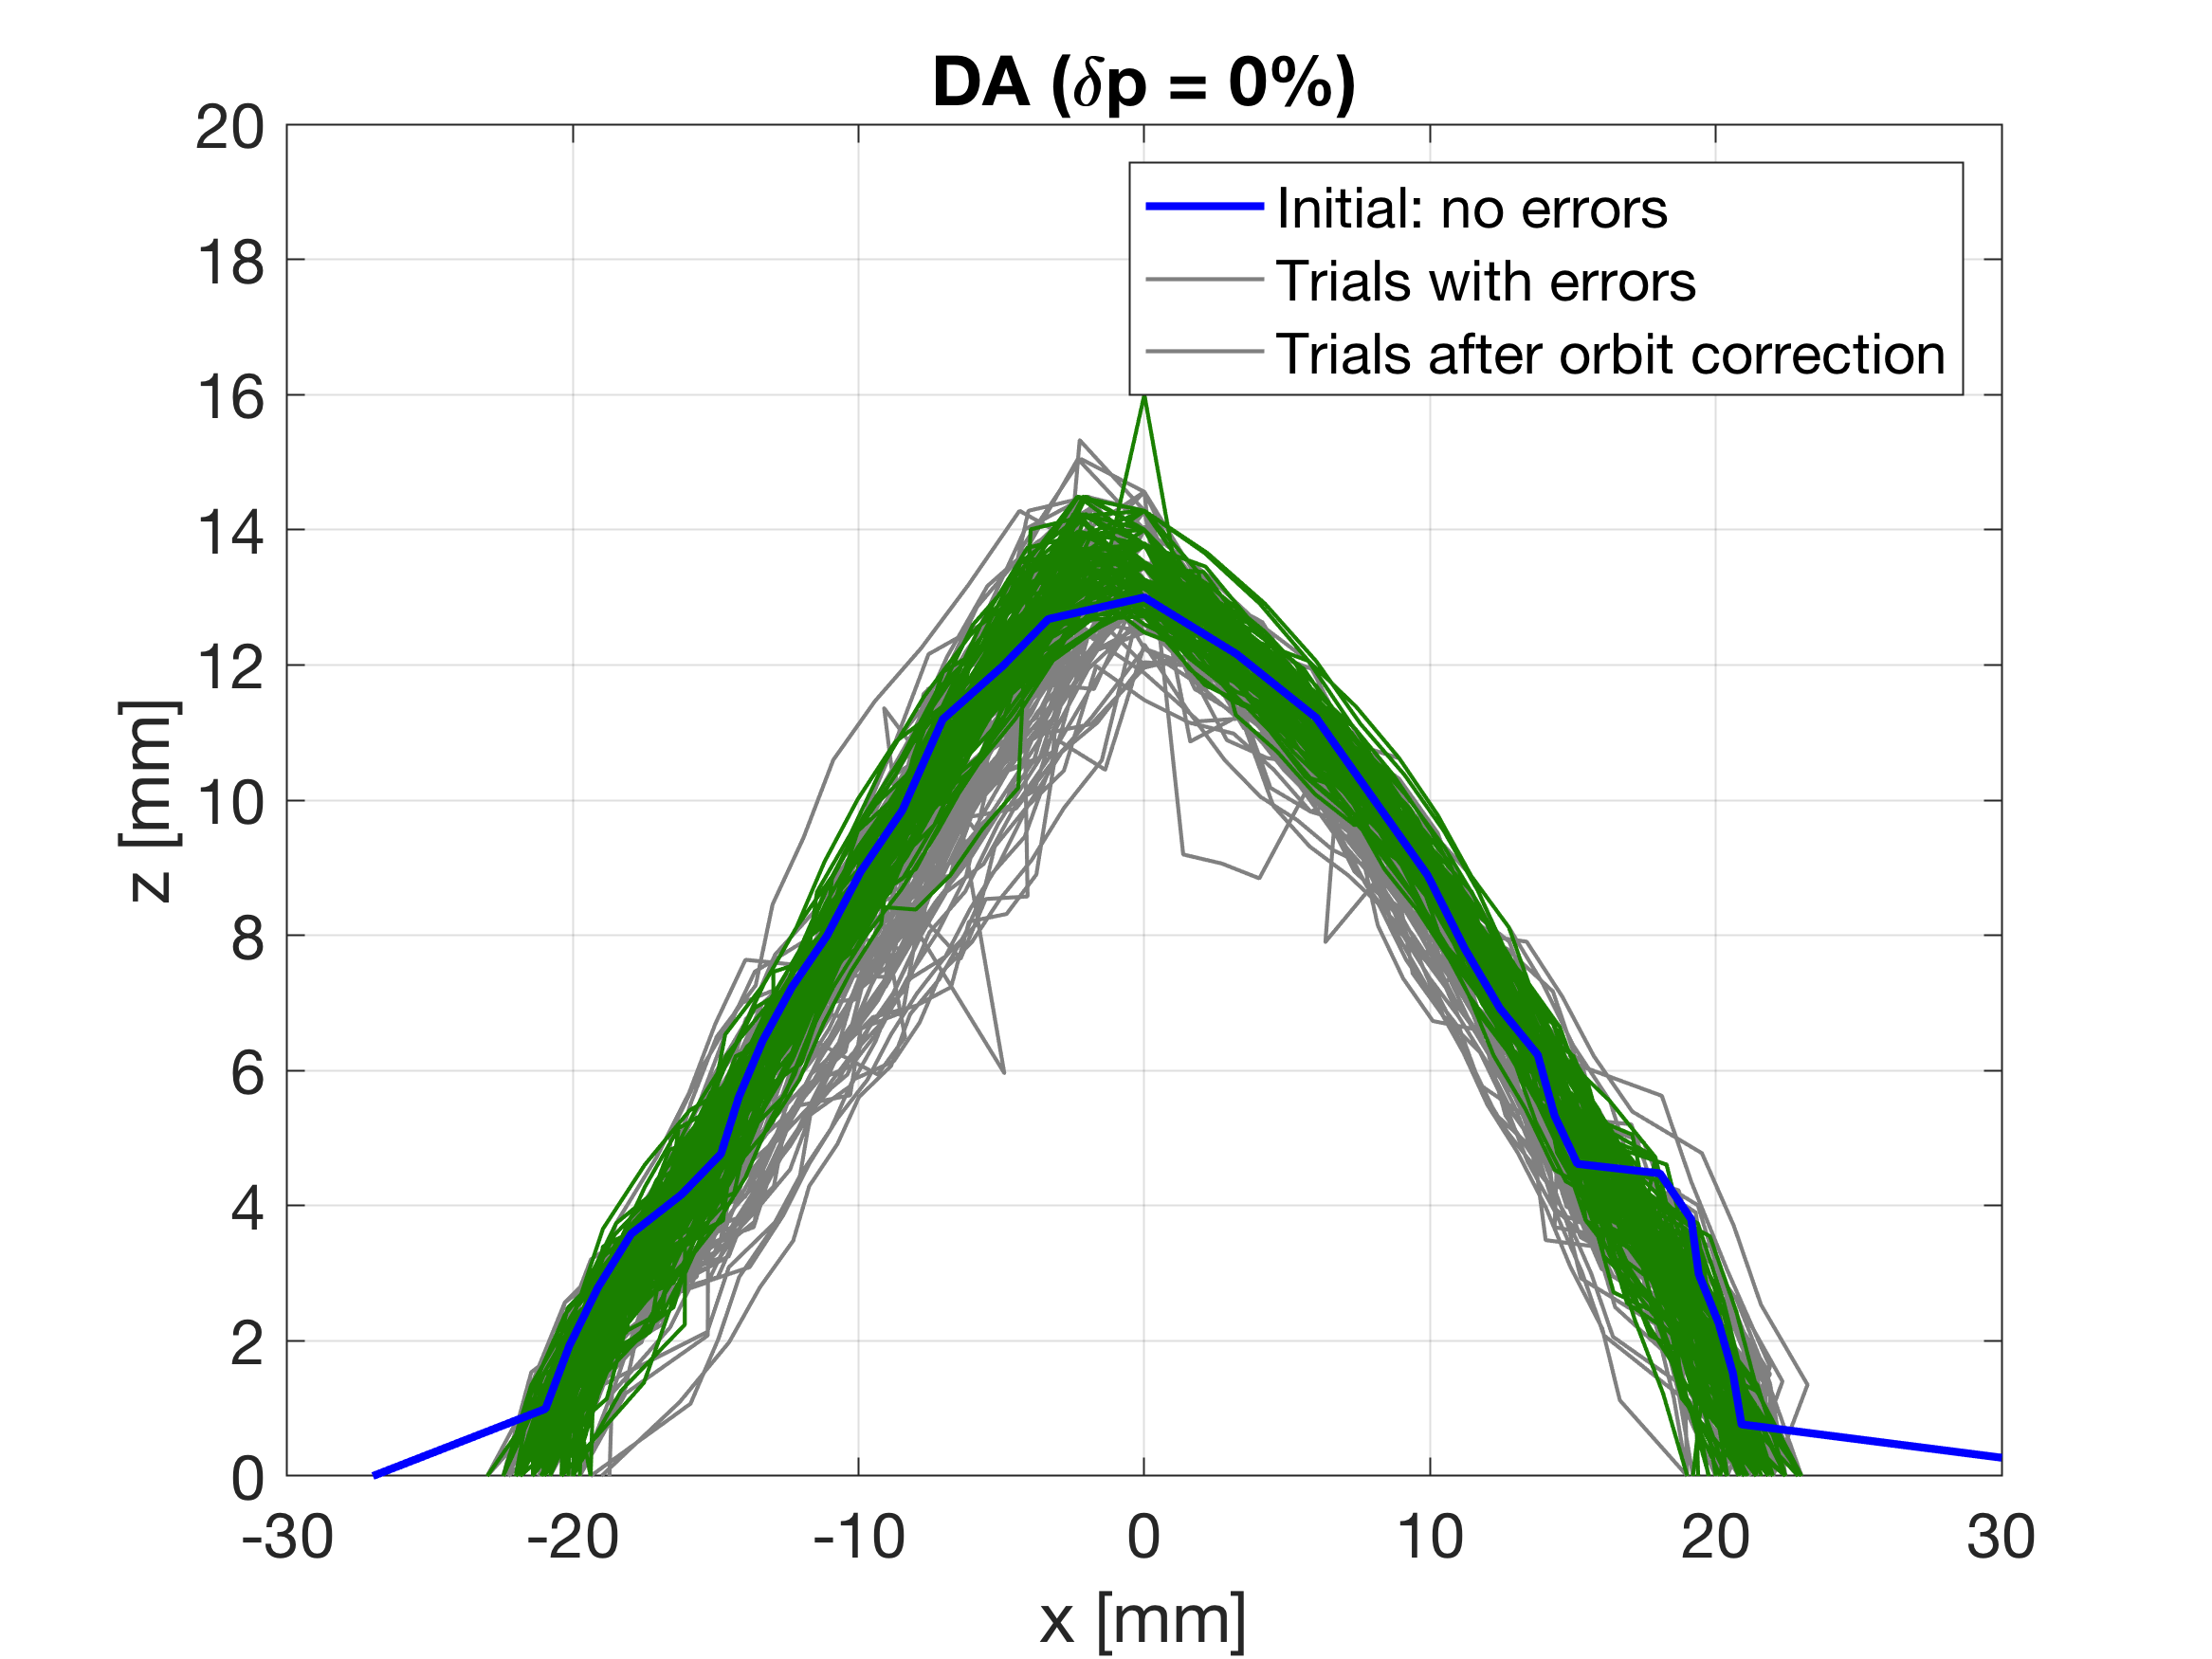 DA (δp = 0%)
20
18
16
14
12
10
8
6
4
2
0
z [mm]
Initial: no errors
Trials with errors
Trials after orbit correction
-30 -20 -10 0 10 20 30
x [mm]